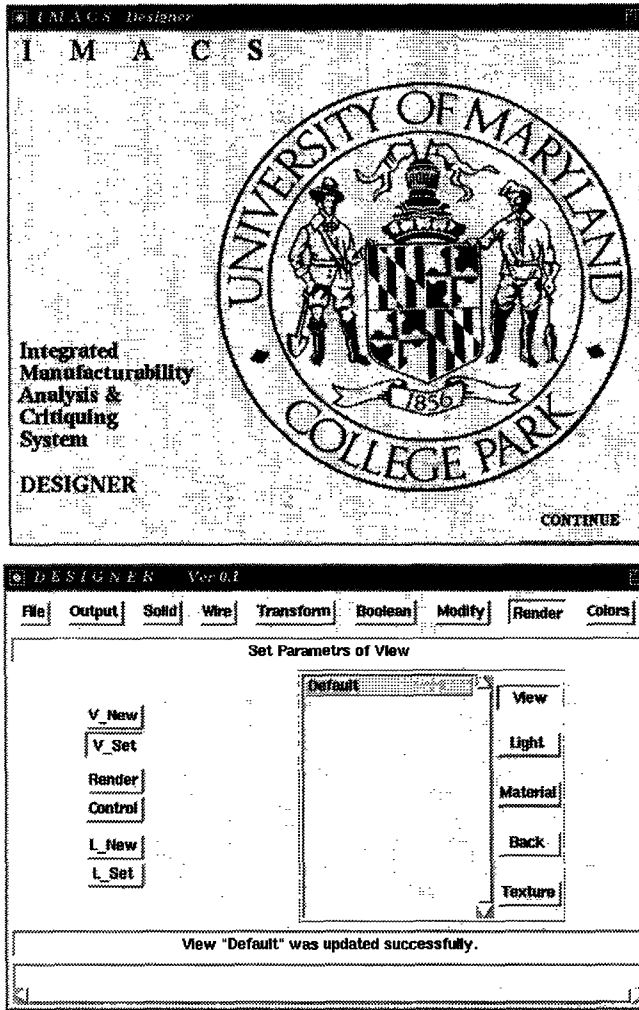 IMACS Designer
I M A C S
UNIVERSITY OF MARYLAND
1856
COLLEGE PARK
Integrated
Manufacturability
Analysis &
Critiquing
System
DESIGNER
CONTINUE
DESIGNER Ver 0.1
File Output Solid Wire Transform Boolean Modify Render Colors
Set Parametrs of View
Default
View
V_New
V_Set
Light
Render
Material
Control
L_New
Back
L_Set
Texture
View "Default" was updated successfully.